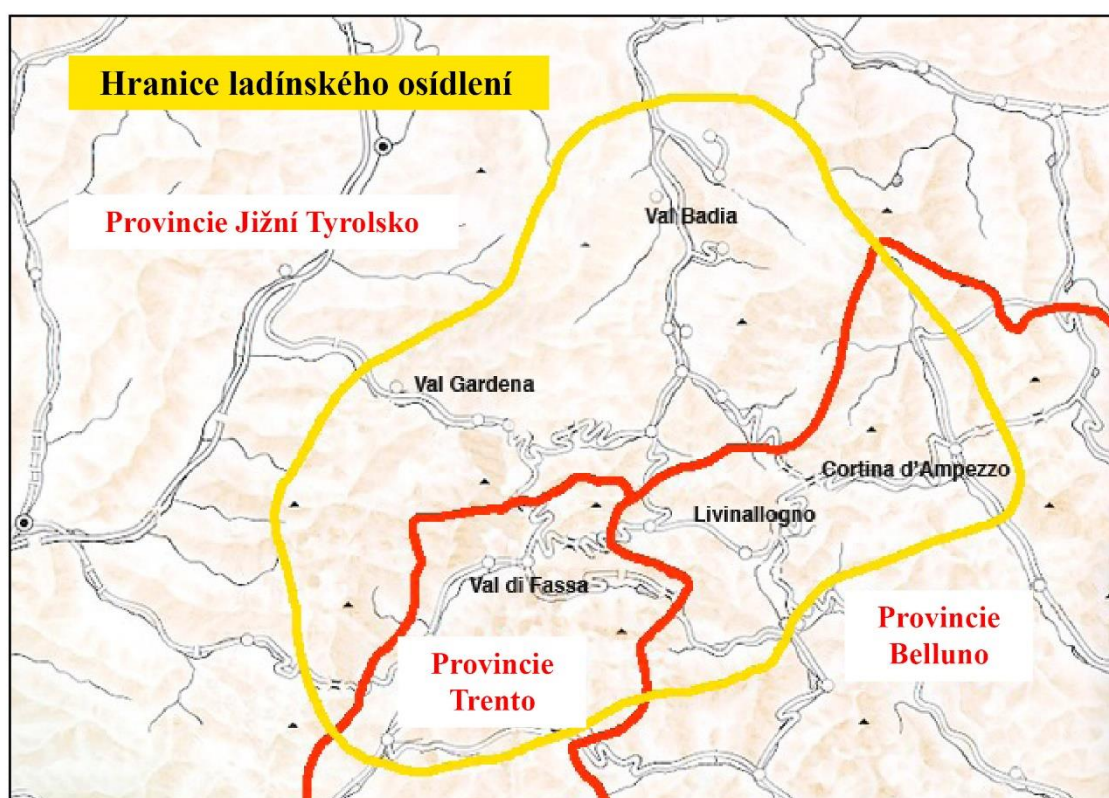 Hranice ladínského osídlení
Provincie Jižní Tyrolsko
Val Badia
Val Gardena
Cortina d'Ampezzo
Livinallogno
Val di Fassa
Provincie
Trento
Provincie
Belluno